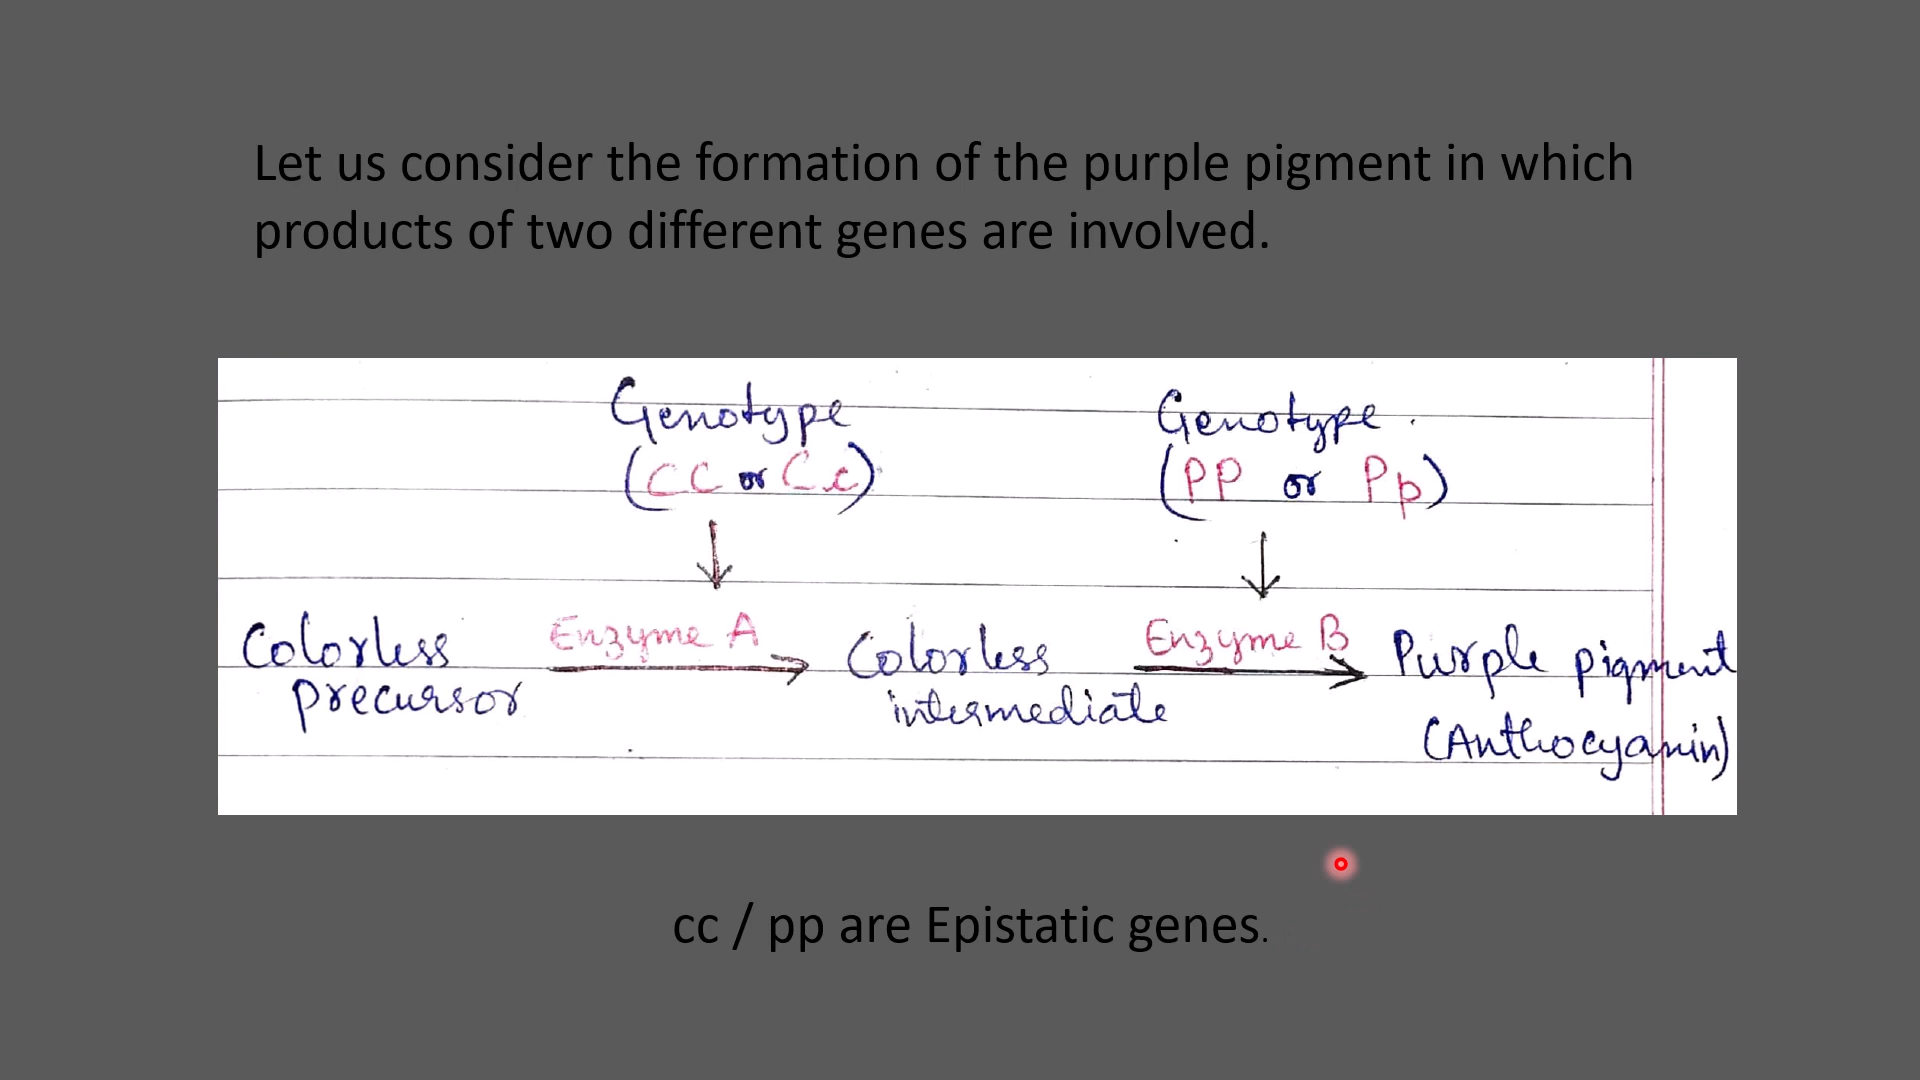 Let us consider the formation of the purple pigment in which
products of two different genes are involved.
Genotype
(CC or Cc)
Genotype
(PP or Pp)
Colorless
precursor
Enzyme A
Colorless
intermediate
Enzyme B
Purple pigment
(Anthocyanin)
cc / pp are Epistatic genes.